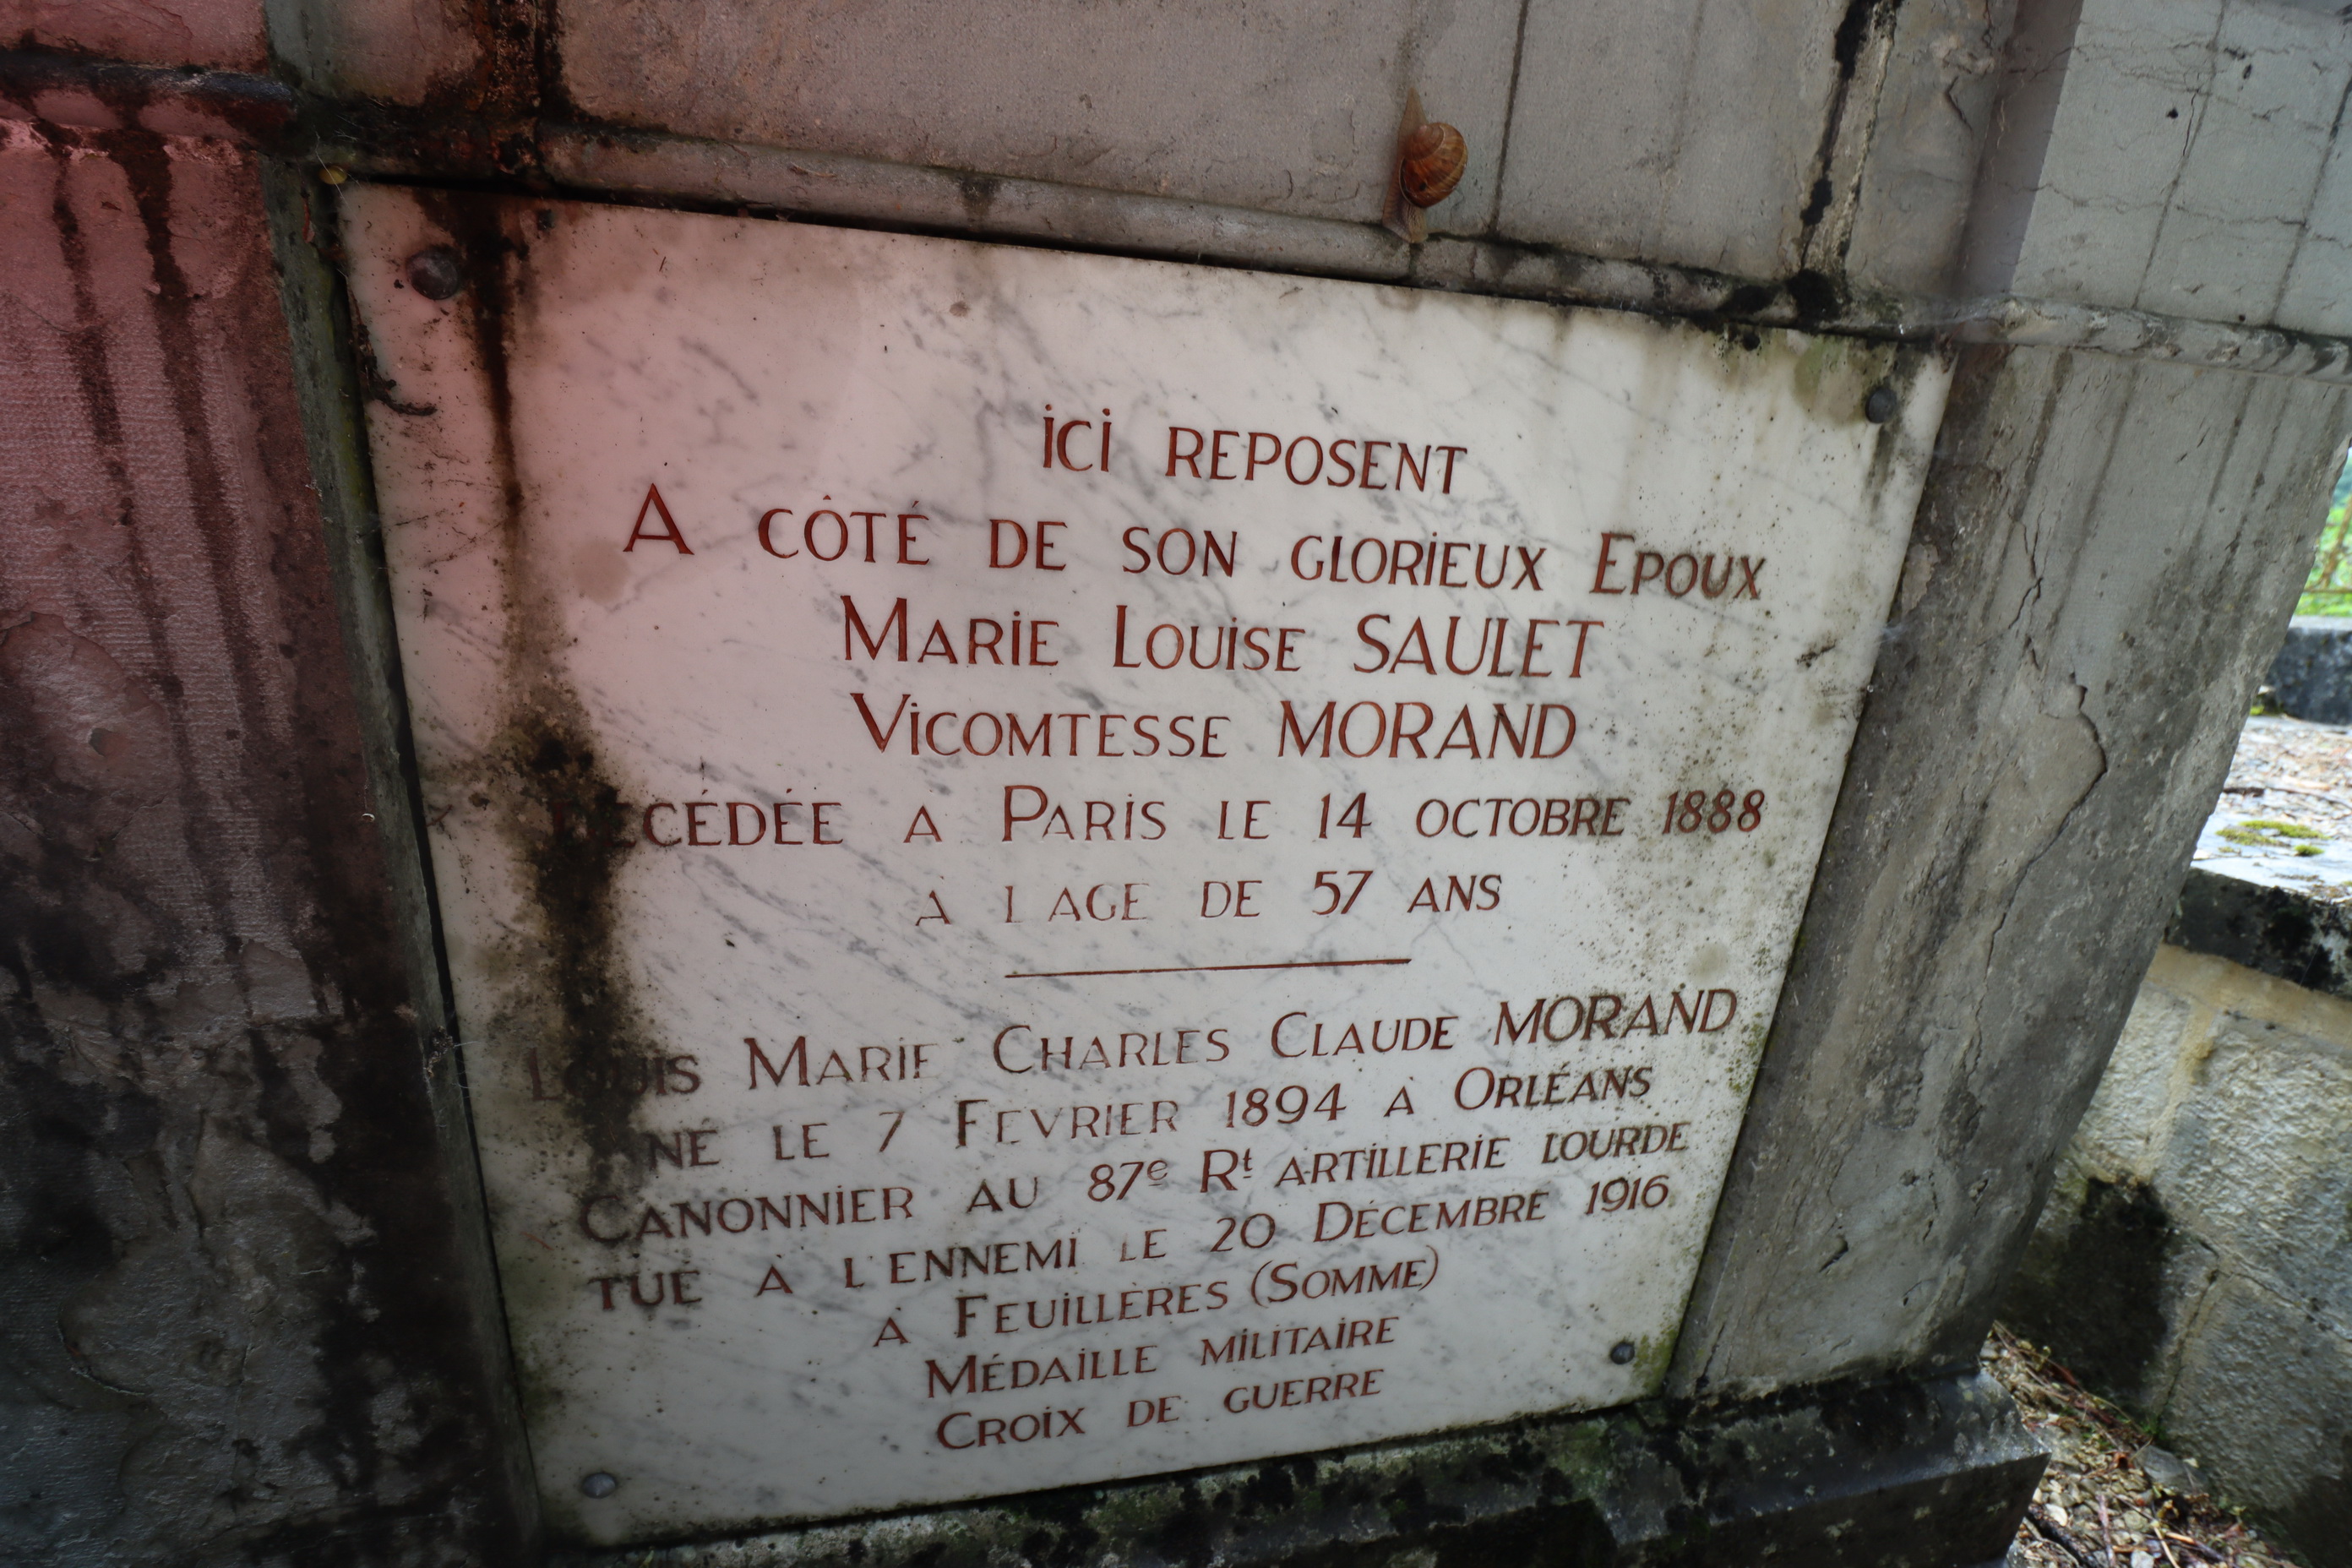 ICI REPOSENT
A CÔTÉ DE SON GLORIEUX EPOUX
MARIE LOUISE SAULET
VICOMTESSE MORAND
DÉCÉDÉE A PARIS LE 14 OCTOBRE 1888
A L AGE DE 57 ANS
LOUIS MARIE CHARLES CLAUDE MORAND
NÉ LE 7 FEVRIER 1894 A ORLÉANS
CANONNIER AU 87e Rt ARTILLERIE LOURDE
TUÉ A L'ENNEMI LE 20 DÉCEMBRE 1916
A FEUILLÈRES (SOMME)
MÉDAILLE MILITAIRE
CROIX DE GUERRE